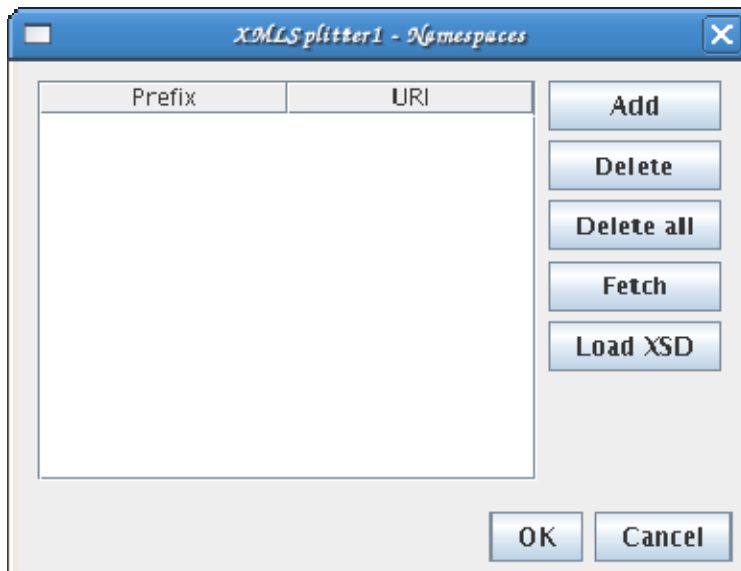 XMLSplitter1 - Namespaces
Prefix URI
Add
Delete
Delete all
Fetch
Load XSD
OK Cancel